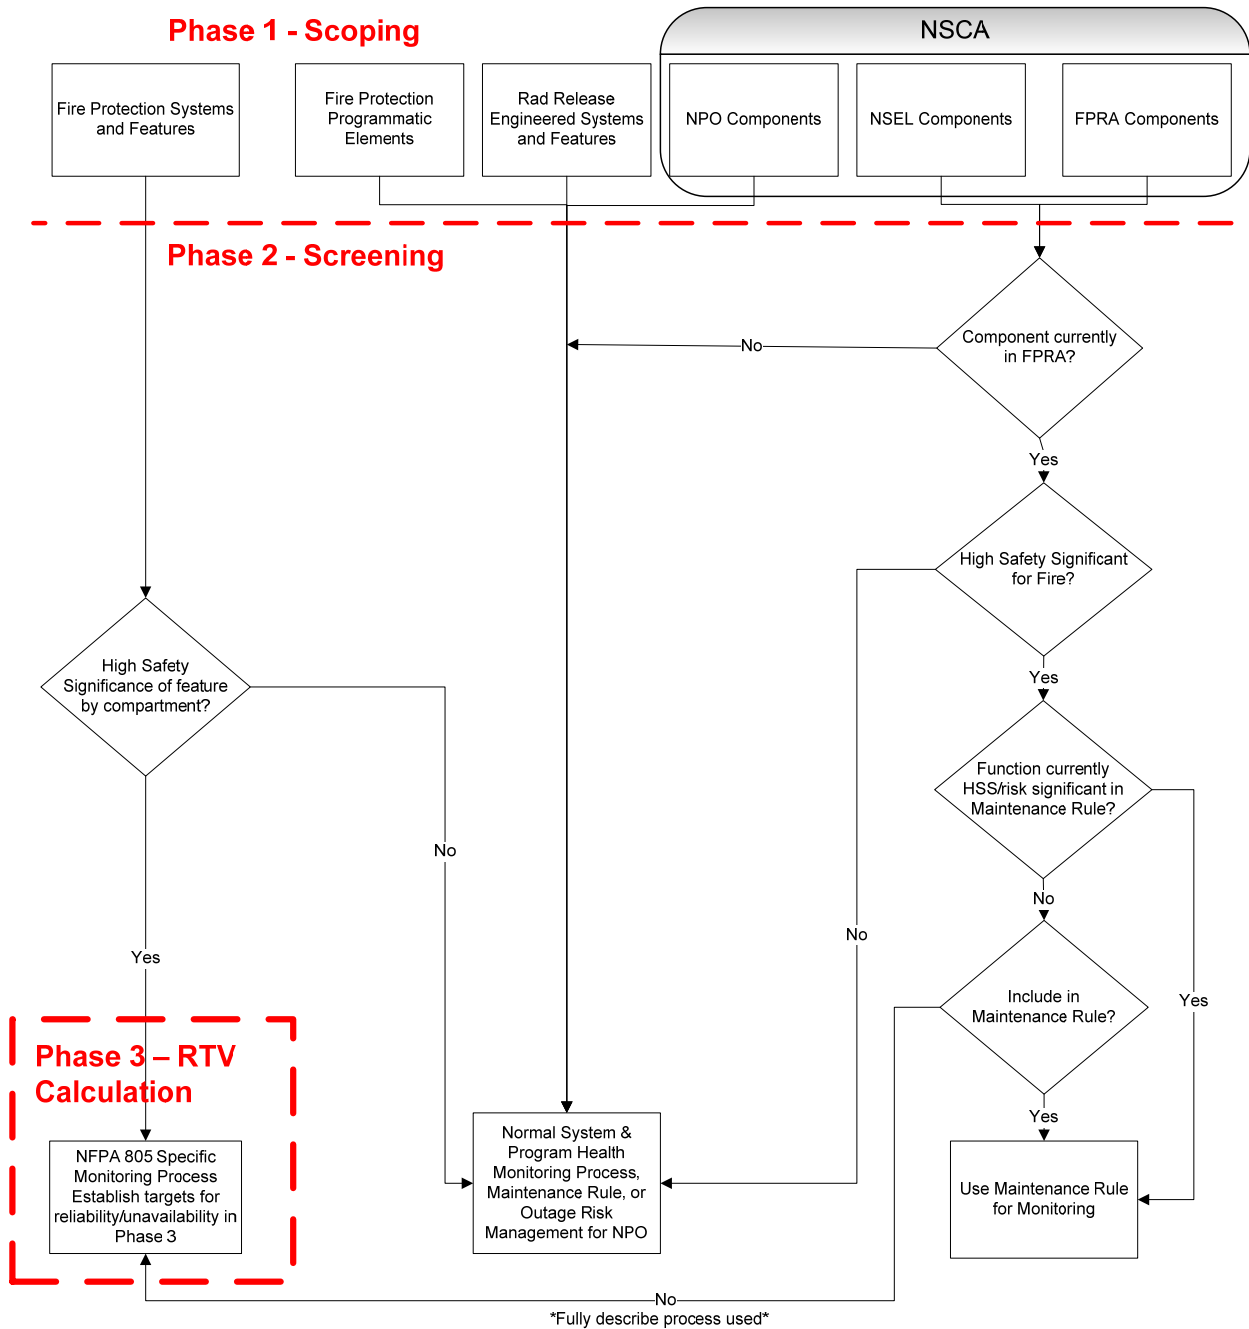 Phase 1 - Scoping
NSCA
Fire Protection Systems
and Features
Fire Protection
Programmatic
Elements
Rad Release
Engineered Systems
and Features
NPO Components
NSEL Components
FPRA Components
Phase 2 - Screening
Component currently
in FPRA?
No
Yes
High Safety Significant
for Fire?
Yes
High Safety
Significance of feature
by compartment?
Function currently
HSS/risk significant in
Maintenance Rule?
No
No
No
Yes
Include in
Maintenance Rule?
Yes
Phase 3 – RTV
Calculation
Yes
NFPA 805 Specific
Monitoring Process
Establish targets for
reliability/unavailability in
Phase 3
Normal System &
Program Health
Monitoring Process,
Maintenance Rule, or
Outage Risk
Management for NPO
Use Maintenance Rule
for Monitoring
No
*Fully describe process used*